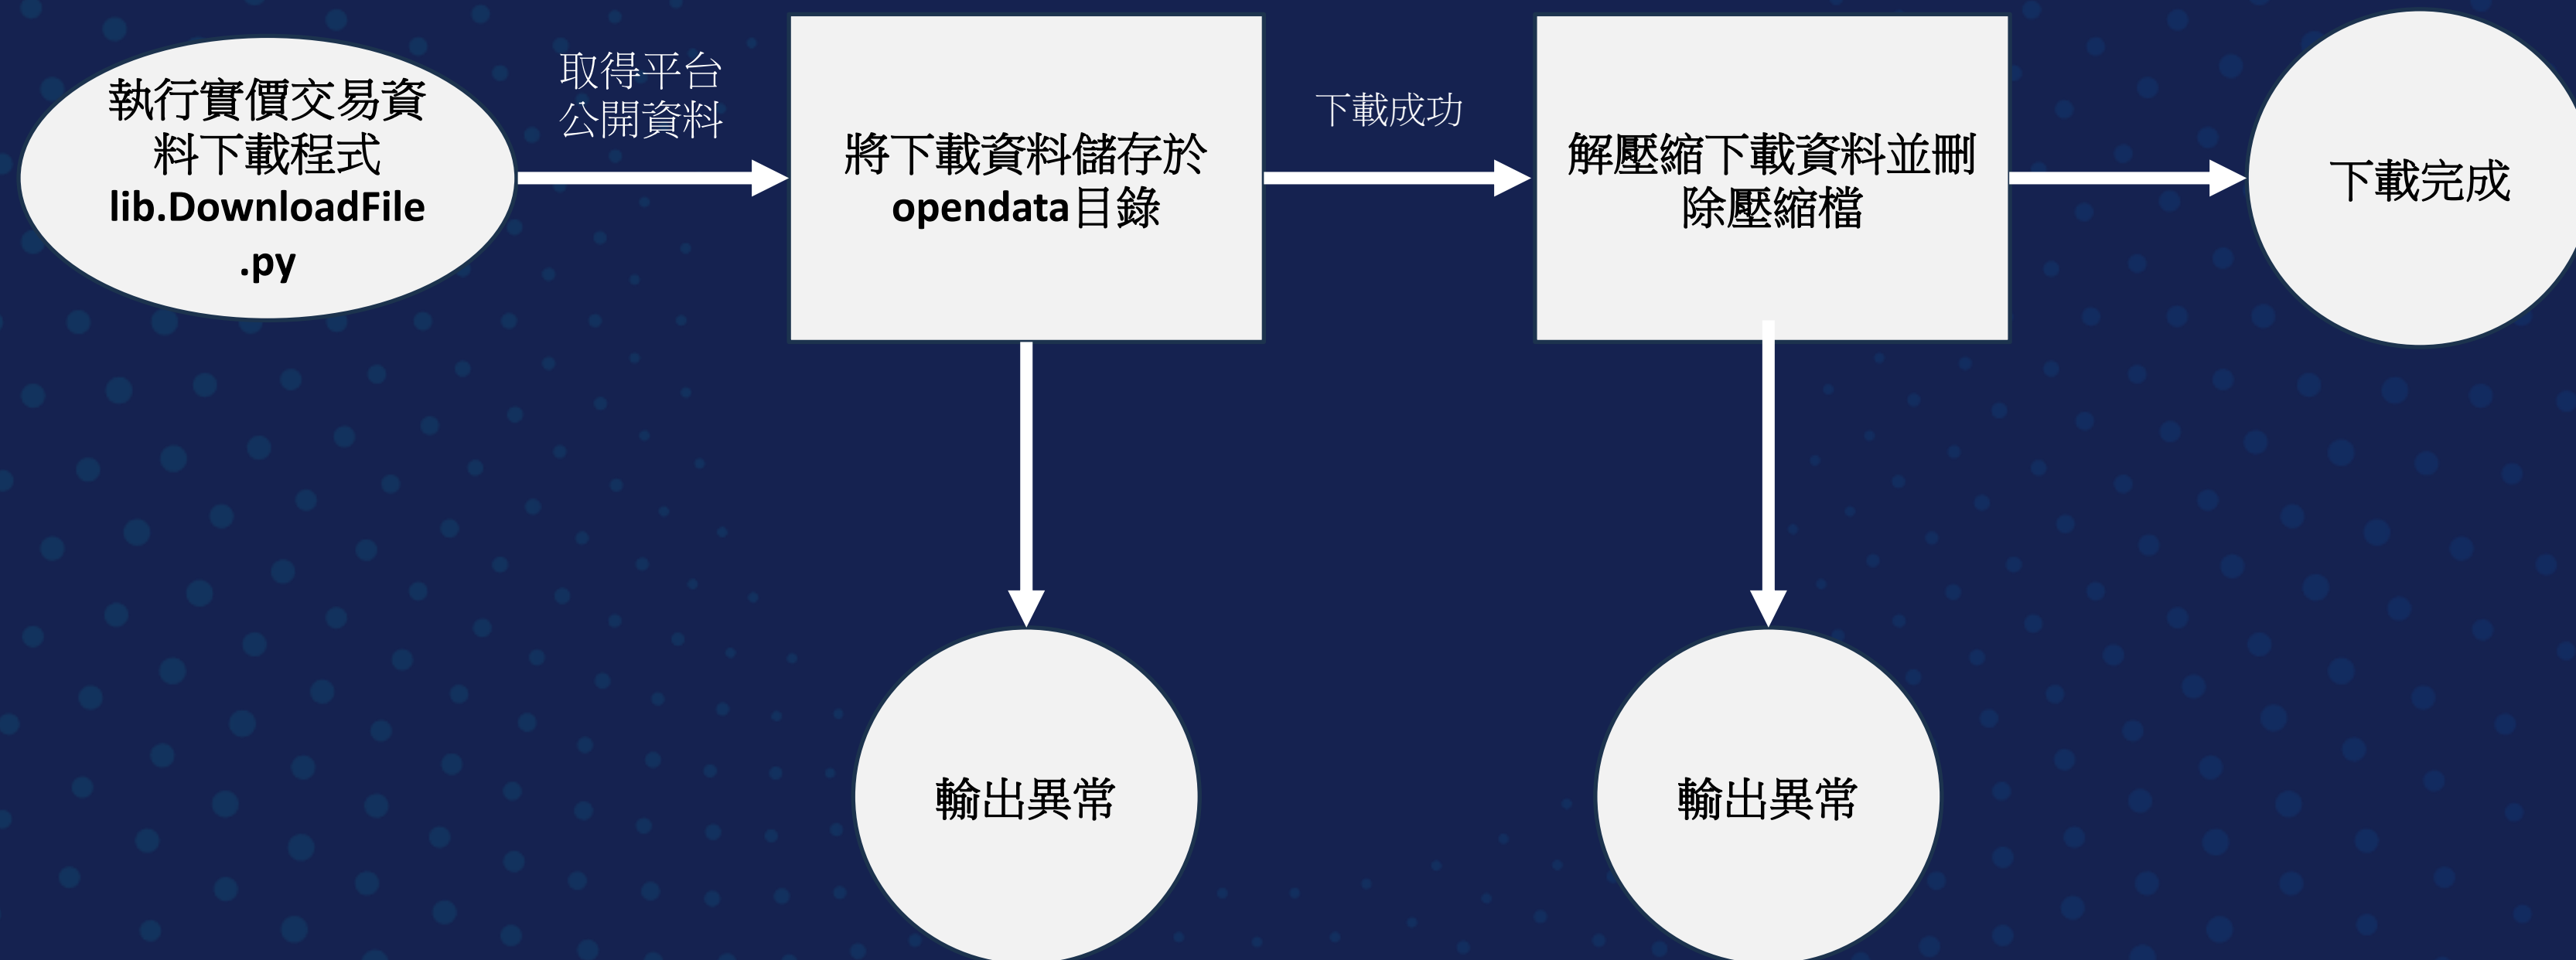 執行實價交易資
料下載程式
lib.DownloadFile
.py
取得平台
公開資料
將下載資料儲存於
opendata目錄
下載成功
解壓縮下載資料並刪
除壓縮檔
下載完成
輸出異常
輸出異常